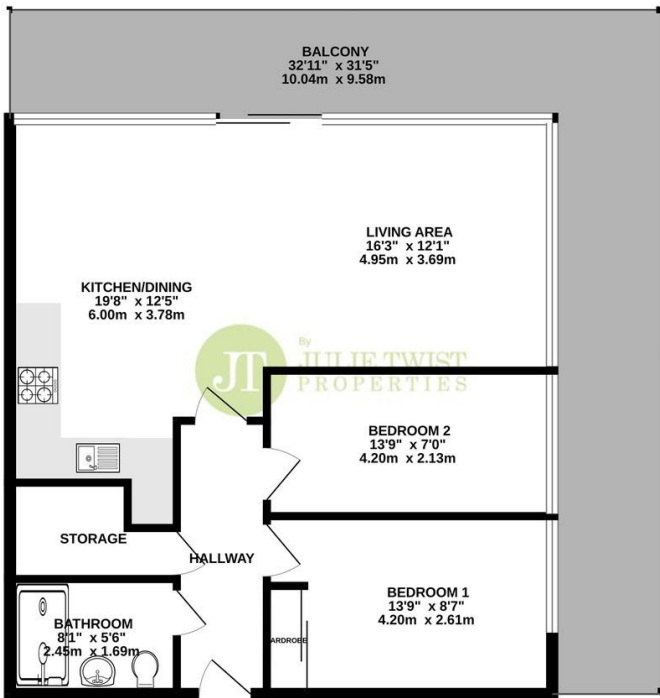 BALCONY
32'11" x 31'5"
10.04m x 9.58m
LIVING AREA
16'3" x 12'1"
4.95m x 3.69m
KITCHEN/DINING
19'8" x 12'5"
6.00m x 3.78m
JT
By
JULIE TWIST
PROPERTIES
BEDROOM 2
13'9" x 7'0"
4.20m x 2.13m
STORAGE
HALLWAY
BEDROOM 1
13'9" x 8'7"
4.20m x 2.61m
BATHROOM
8'1" x 5'6"
2.45m x 1.69m
ARDROBE